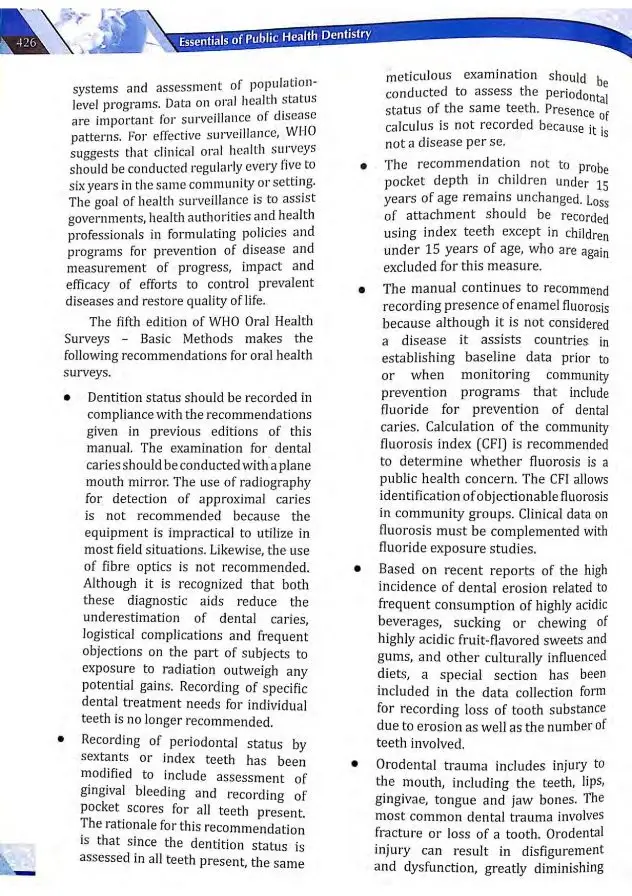 426
Essentials of Public Health Dentistry
systems and assessment of population-
level programs. Data on oral health status
are important for surveillance of disease
patterns. For effective surveillance, WHO
suggests that clinical oral health surveys
should be conducted regularly every five to
six years in the same community or setting.
The goal of health surveillance is to assist
governments, health authorities and health
professionals in formulating policies and
programs for prevention of disease and
measurement of progress, impact and
efficacy of efforts to control prevalent
diseases and restore quality of life.
The fifth edition of WHO Oral Health
Surveys – Basic Methods makes the
following recommendations for oral health
surveys.
• Dentition status should be recorded in
compliance with the recommendations
given in previous editions of this
manual. The examination for dental
caries should be conducted with a plane
mouth mirror. The use of radiography
for detection of approximal caries
is not recommended because the
equipment is impractical to utilize in
most field situations. Likewise, the use
of fibre optics is not recommended.
Although it is recognized that both
these diagnostic aids reduce the
underestimation of dental caries,
logistical complications and frequent
objections on the part of subjects to
exposure to radiation outweigh any
potential gains. Recording of specific
dental treatment needs for individual
teeth is no longer recommended.
• Recording of periodontal status by
sextants or index teeth has been
modified to include assessment of
gingival bleeding and recording of
pocket scores for all teeth present.
The rationale for this recommendation
is that since the dentition status is
assessed in all teeth present, the same
meticulous examination should be
conducted to assess the periodontal
status of the same teeth. Presence of
calculus is not recorded because it is
not a disease per se.
• The recommendation not to probe
pocket depth in children under 15
years of age remains unchanged. Loss
of attachment should be recorded
using index teeth except in children
under 15 years of age, who are again
excluded for this measure.
• The manual continues to recommend
recording presence of enamel fluorosis
because although it is not considered
a disease it assists countries in
establishing baseline data prior to
or when monitoring community
prevention programs that include
fluoride for prevention of dental
caries. Calculation of the community
fluorosis index (CFI) is recommended
to determine whether fluorosis is a
public health concern. The CFI allows
identification of objectionable fluorosis
in community groups. Clinical data on
fluorosis must be complemented with
fluoride exposure studies.
• Based on recent reports of the high
incidence of dental erosion related to
frequent consumption of highly acidic
beverages, sucking or chewing of
highly acidic fruit-flavored sweets and
gums, and other culturally influenced
diets, a special section has been
included in the data collection form
for recording loss of tooth substance
due to erosion as well as the number of
teeth involved.
• Orodental trauma includes injury to
the mouth, including the teeth, lips,
gingivae, tongue and jaw bones. The
most common dental trauma involves
fracture or loss of a tooth. Orodental
injury can result in disfigurement
and dysfunction, greatly diminishing